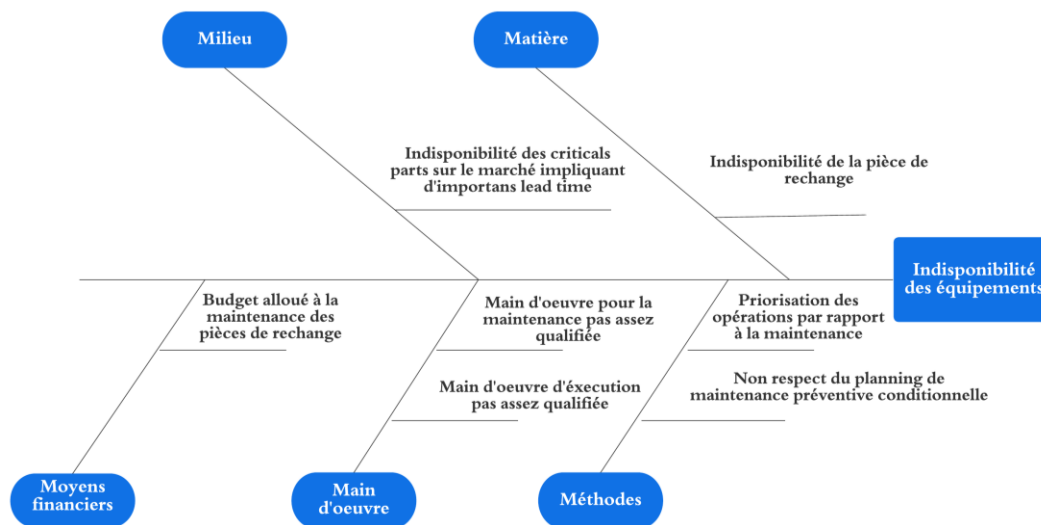 Milieu
Matière
Indisponibilité des criticals
parts sur le marché impliquant
d'importans lead time
Indisponibilité de la pièce de
rechange
Indisponibilité
des équipements
Budget alloué à la
maintenance des
pièces de rechange
Main d'oeuvre pour la
maintenance pas assez
qualifiée
Priorisation des
opérations par rapport
à la maintenance
Main d'oeuvre d'éxecution
pas assez qualifiée
Non respect du planning de
maintenance préventive conditionnelle
Moyens
financiers
Main
d'oeuvre
Méthodes